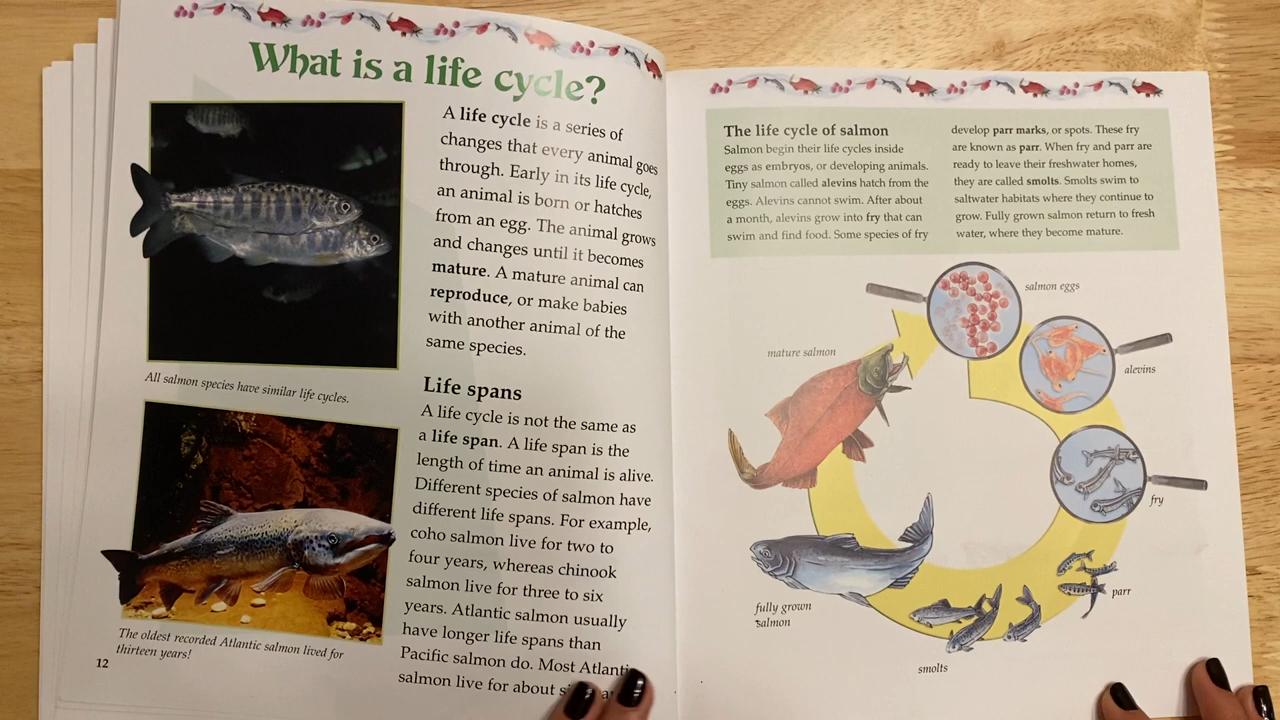 What is a life cycle?
A life cycle is a series of
changes that every animal goes
through. Early in its life cycle,
an animal is born or hatches
from an egg. The animal grows
and changes until it becomes
mature. A mature animal can
reproduce, or make babies
with another animal of the
same species.
All salmon species have similar life cycles.
Life spans
A life cycle is not the same as
a life span. A life span is the
length of time an animal is alive.
Different species of salmon have
different life spans. For example,
coho salmon live for two to
four years, whereas chinook
salmon live for three to six
years. Atlantic salmon usually
have longer life spans than
Pacific salmon do. Most Atlantic
salmon live for about
The oldest recorded Atlantic salmon lived for
thirteen years!
12
The life cycle of salmon
Salmon begin their life cycles inside
eggs as embryos, or developing animals.
Tiny salmon called alevins hatch from the
eggs. Alevins cannot swim. After about
a month, alevins grow into fry that can
swim and find food. Some species of fry
develop parr marks, or spots. These fry
are known as parr. When fry and parr are
ready to leave their freshwater homes,
they are called smolts. Smolts swim to
saltwater habitats where they continue to
grow. Fully grown salmon return to fresh
water, where they become mature.
salmon eggs
alevins
fry
parr
smolts
fully grown
salmon
mature salmon